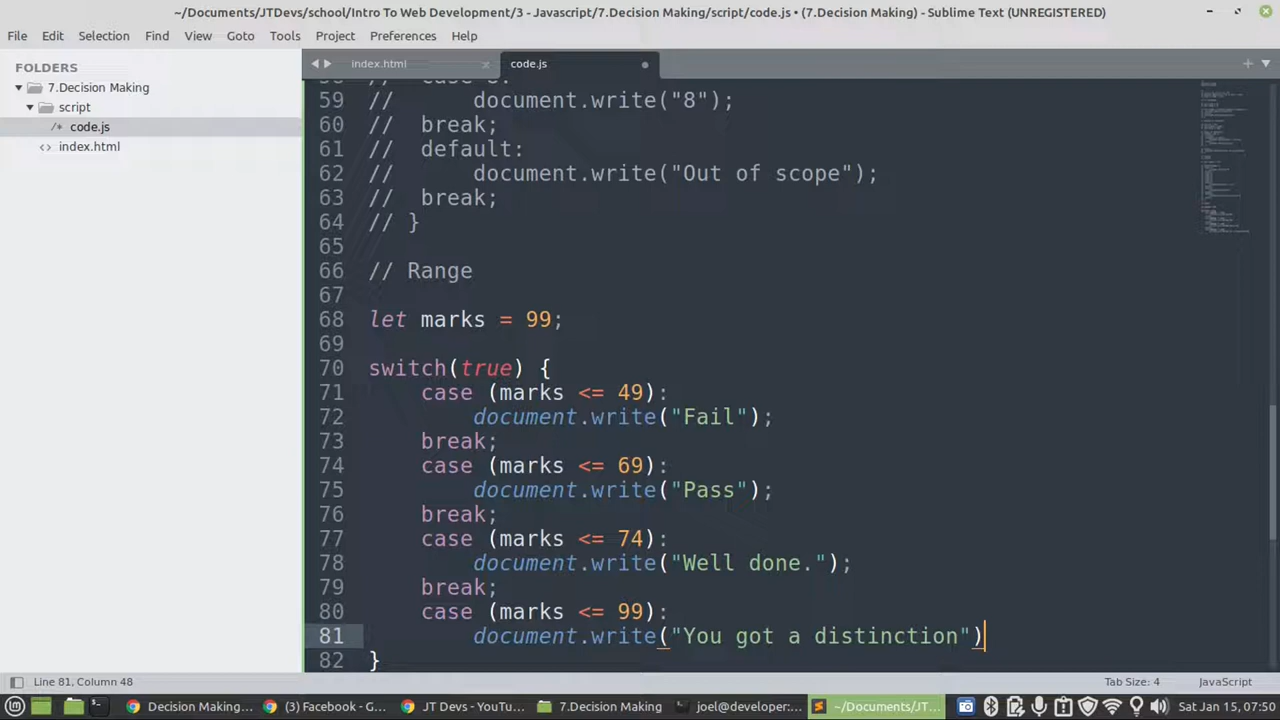 ~/Documents/JTDevs/school/Intro To Web Development/3 - Javascript/7.Decision Making/script/code.js • (7.Decision Making) - Sublime Text (UNREGISTERED)
File Edit Selection Find View Goto Tools Project Preferences Help
FOLDERS
7.Decision Making
script
/* code.js
<> index.html
index.html
code.js
59 //      document.write("8");
60 //  break;
61 //  default:
62 //      document.write("Out of scope");
63 //  break;
64 // }
65
66 // Range
67
68 let marks = 99;
69
70 switch(true) {
71     case (marks <= 49):
72         document.write("Fail");
73     break;
74     case (marks <= 69):
75         document.write("Pass");
76     break;
77     case (marks <= 74):
78         document.write("Well done.");
79     break;
80     case (marks <= 99):
81         document.write("You got a distinction")
82 }
Line 81, Column 48
Tab Size: 4
JavaScript
Decision Making...
(3) Facebook - G...
JT Devs - YouTu...
7.Decision Making
joel@developer:...
~/Documents/JT...
Sat Jan 15, 07:50